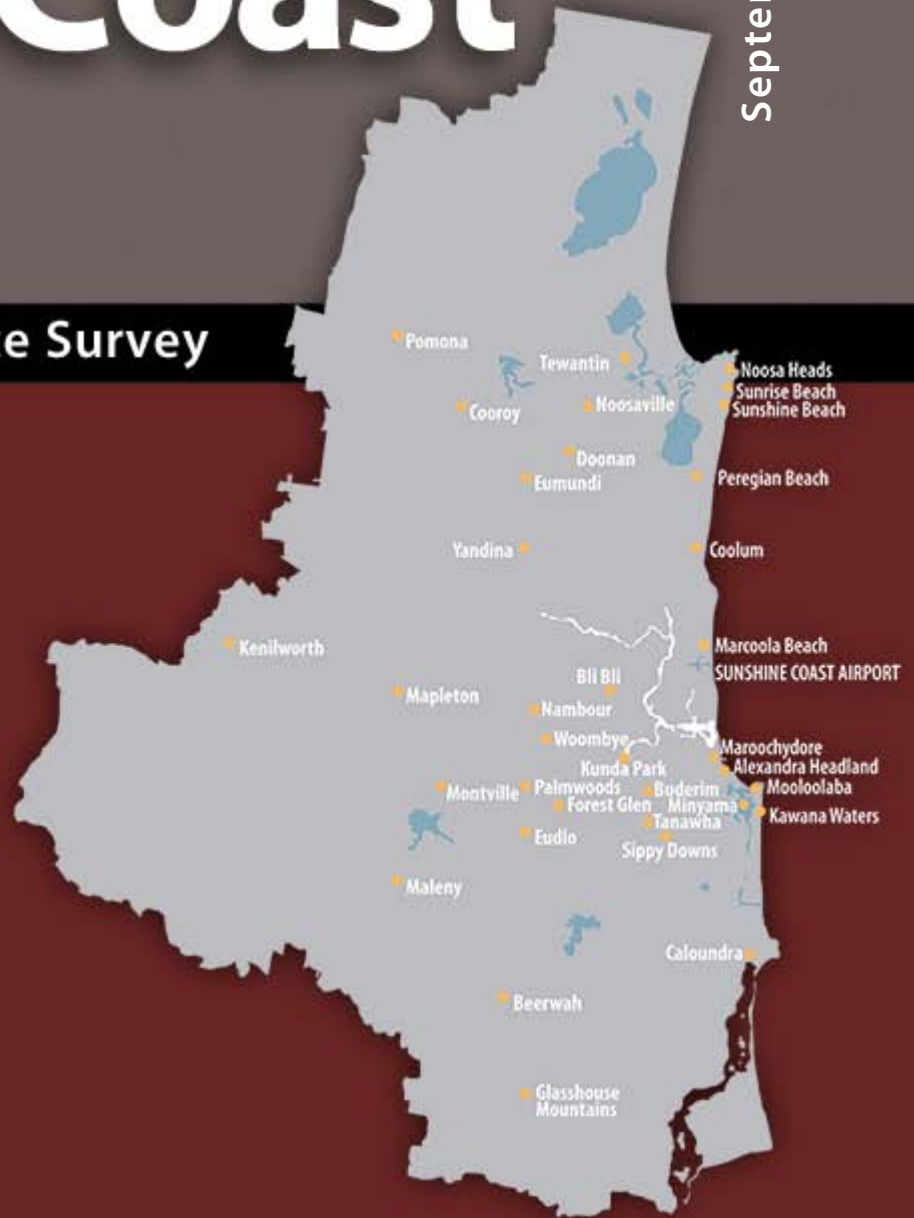 Coast
Septer
te Survey
Pomona
Tewantin
Noosa Heads
Sunrise Beach
Cooroy
Noosaville
Sunshine Beach
Doonan
Eumundi
Peregian Beach
Yandina
Coolum
Kenilworth
Marcoola Beach
SUNSHINE COAST AIRPORT
Bli Bli
Mapleton
Nambour
Woombye
Maroochydore
Kunda Park
Alexandra Headland
Montville
Palmwoods
Buderim
Mooloolaba
Forest Glen
Minyama
Kawana Waters
Tanawha
Eudlo
Sippy Downs
Maleny
Caloundra
Beerwah
Glasshouse
Mountains